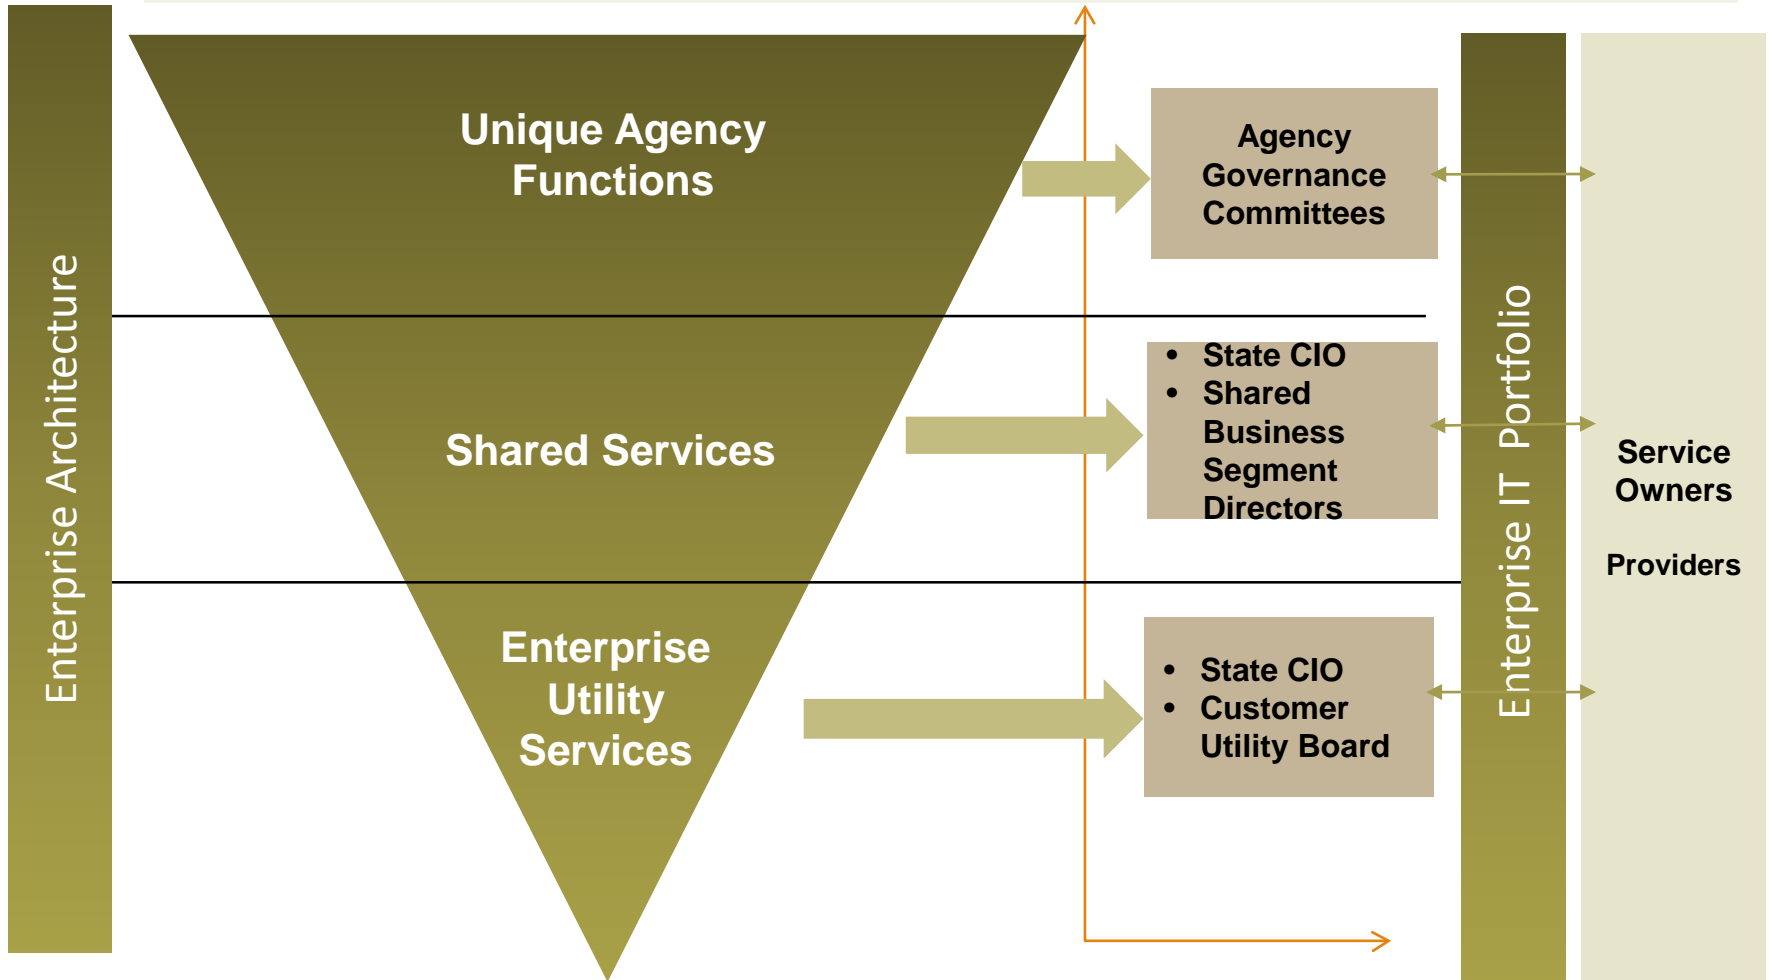 Enterprise Architecture
Unique Agency
Functions
Shared Services
Enterprise
Utility
Services
Agency
Governance
Committees
• State CIO
• Shared
Business
Segment
Directors
• State CIO
• Customer
Utility Board
Enterprise IT Portfolio
Service
Owners
Providers